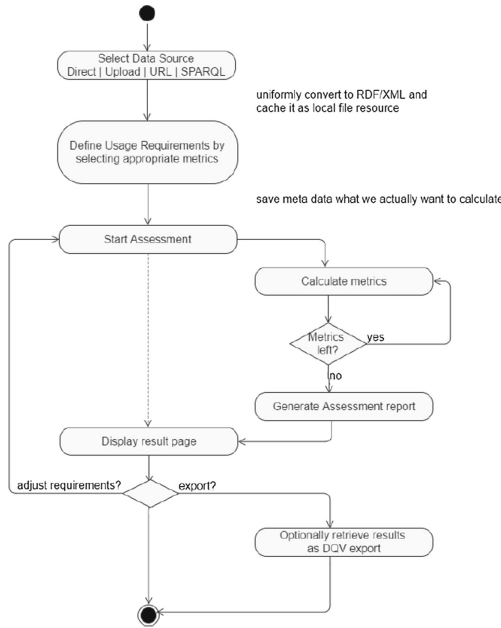 Select Data Source
Direct | Upload | URL | SPARQL
uniformly convert to RDF/XML and
cache it as local file resource
Define Usage Requirements by
selecting appropriate metrics
save meta data what we actually want to calculate
Start Assessment
Calculate metrics
Metrics
left?
yes
no
Generate Assessment report
Display result page
adjust requirements?
export?
Optionally retrieve results
as DQV export